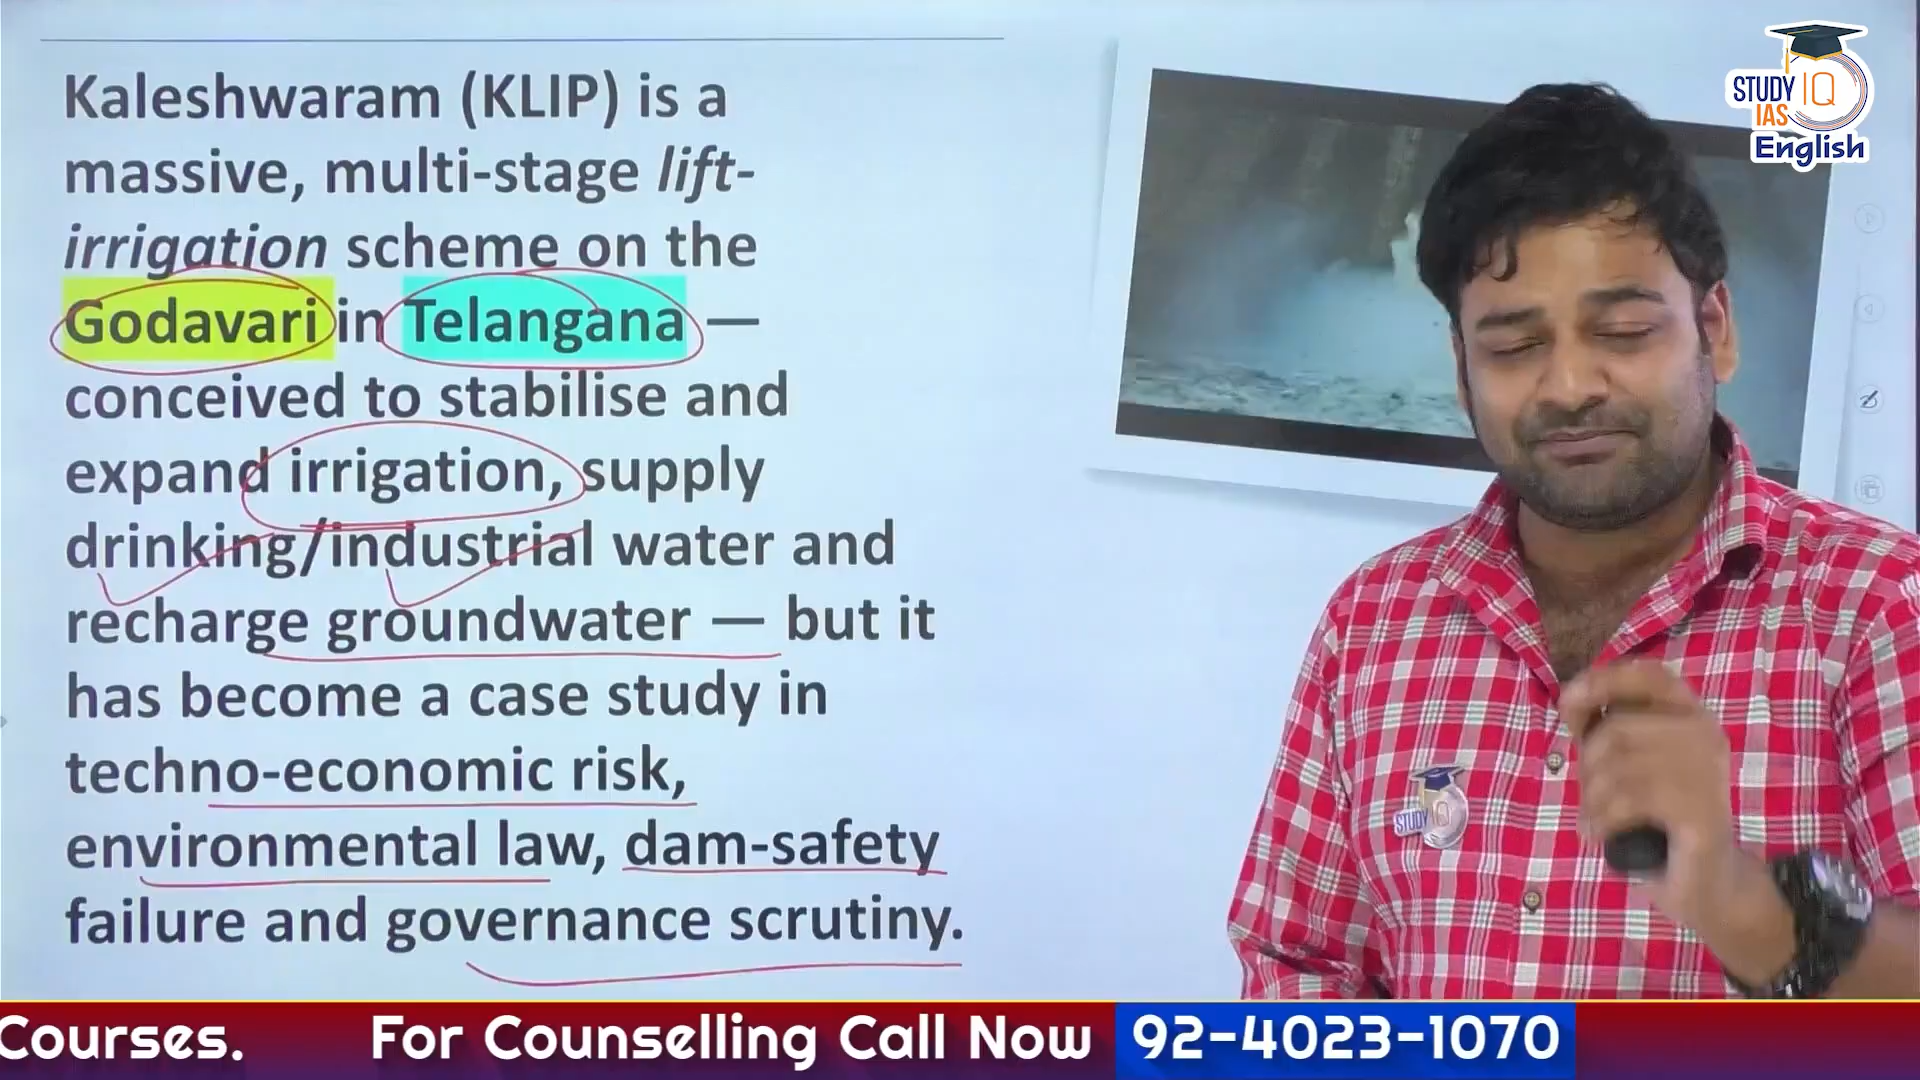 Kaleshwaram (KLIP) is a
massive, multi-stage lift-
irrigation scheme on the
Godavari in Telangana —
conceived to stabilise and
expand irrigation, supply
drinking/industrial water and
recharge groundwater — but it
has become a case study in
techno-economic risk,
environmental law, dam-safety
failure and governance scrutiny.
STUDY IQ
IAS
English
STUDY IQ
Courses. For Counselling Call Now 92-4023-1070